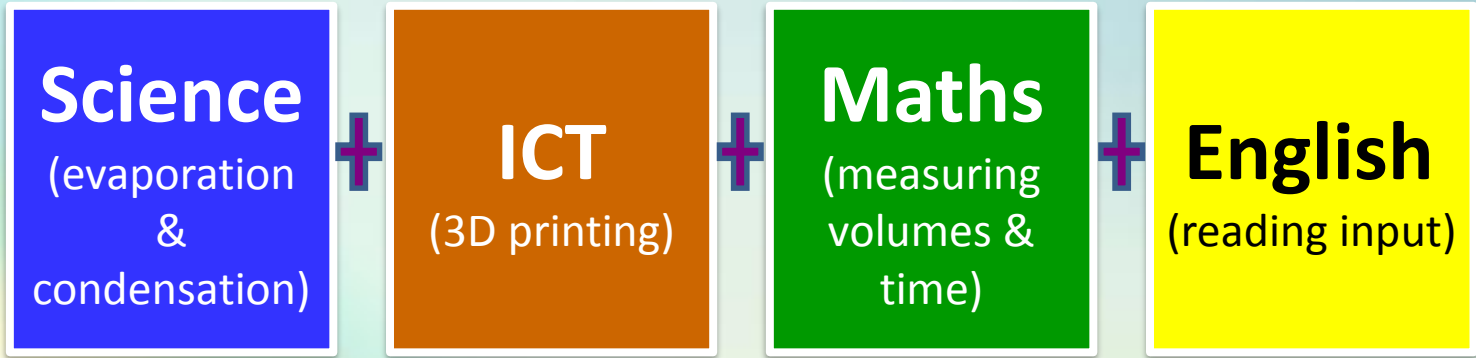 Science
(evaporation
&
condensation)
+
ICT
(3D printing)
+
Maths
(measuring
volumes &
time)
+
English
(reading input)